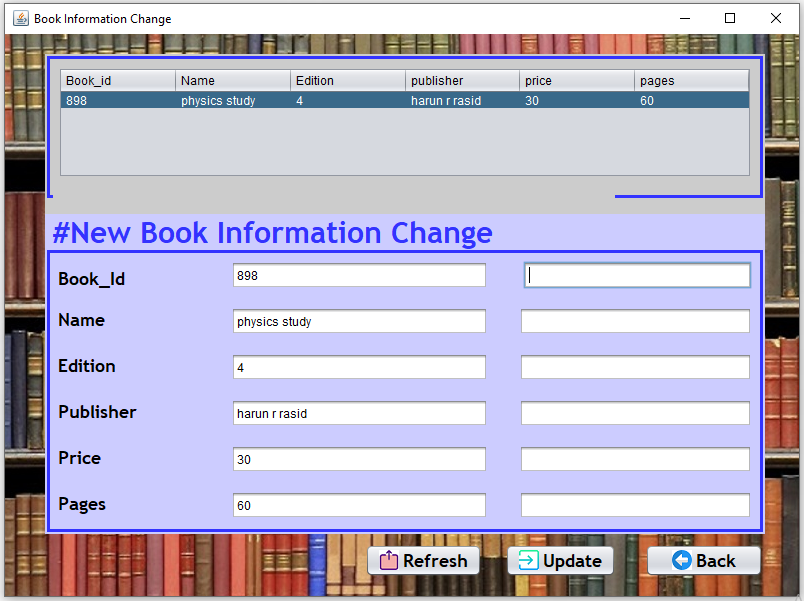 Book Information Change
Book_id Name Edition publisher price pages
898 physics study 4 harun r rasid 30 60
#New Book Information Change
Book_Id 898
Name physics study
Edition 4
Publisher harun r rasid
Price 30
Pages 60
Refresh Update Back